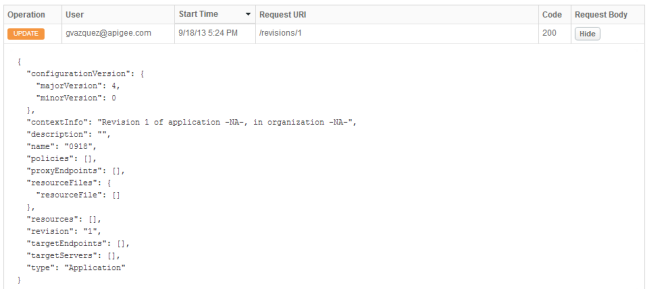 Operation User Start Time Request URI Code Request Body
UPDATE gvazquez@apigee.com 9/18/13 5:24 PM /revisions/1 200 Hide
{
"configurationVersion": {
"majorVersion": 4,
"minorVersion": 0
},
"contextInfo": "Revision 1 of application -NA-, in organization -NA-",
"description": "",
"name": "0918",
"policies": [],
"proxyEndpoints": [],
"resourceFiles": {
"resourceFile": []
},
"resources": [],
"revision": "1",
"targetEndpoints": [],
"targetServers": [],
"type": "Application"
}